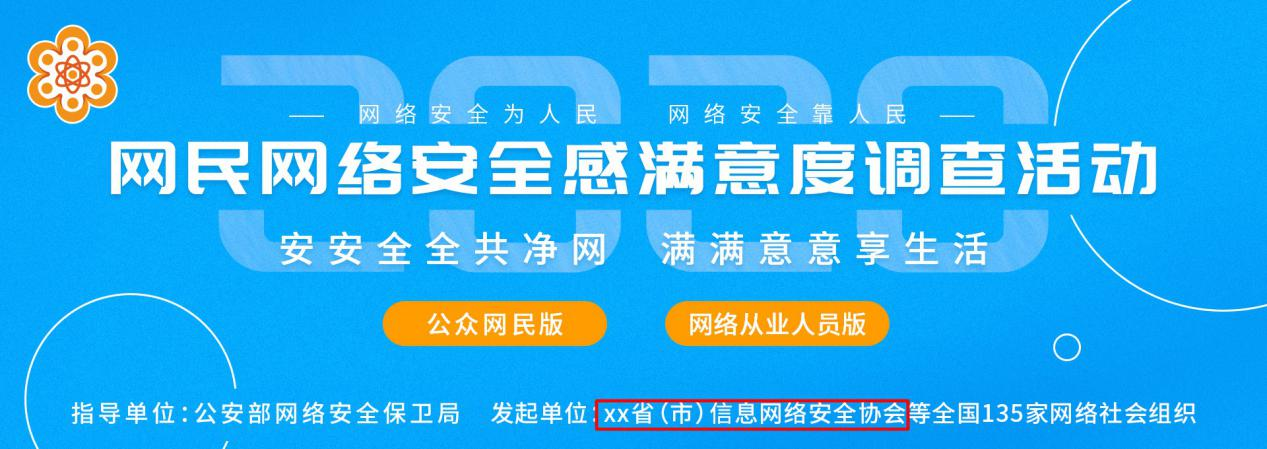 2020
网络安全为人民 网络安全靠人民
网民网络安全感满意度调查活动
安安全全共净网 满满意意享生活
公众网民版 网络从业人员版
指导单位:公安部网络安全保卫局 发起单位:xx省(市)信息网络安全协会等全国135家网络社会组织